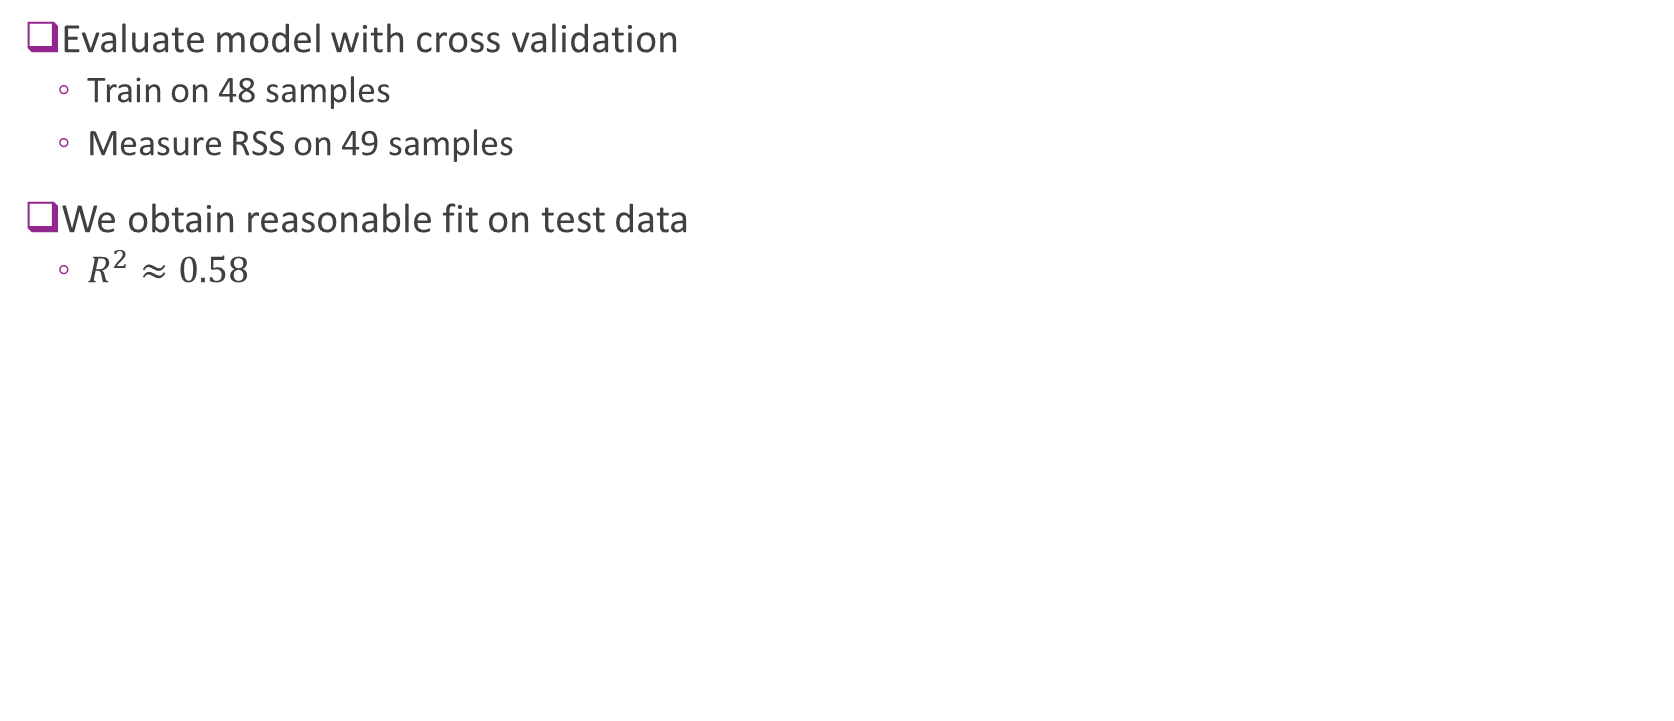 ❑Evaluate model with cross validation
◦ Train on 48 samples
◦ Measure RSS on 49 samples
❑We obtain reasonable fit on test data
◦ R² ≈ 0.58